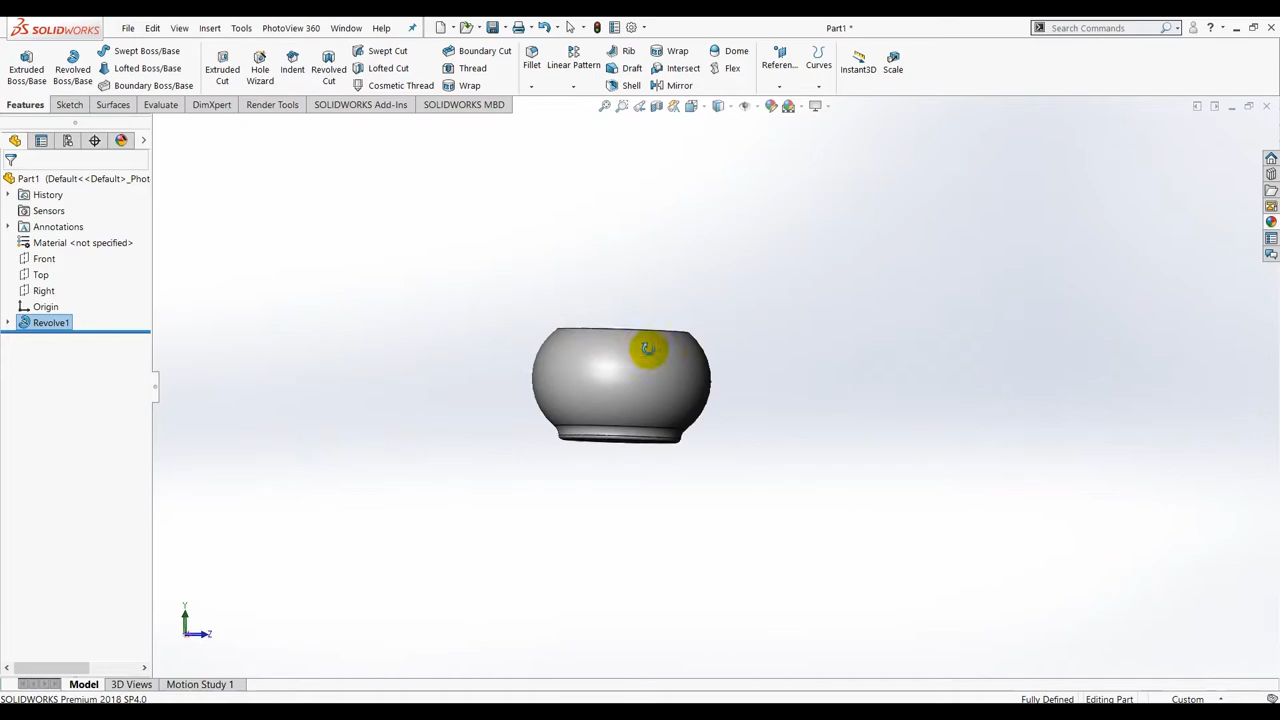 SOLIDWORKS File Edit View Insert Tools PhotoView 360 Window Help Part1 * Search Commands ?
Extruded Boss/Base
Revolved Boss/Base
Swept Boss/Base
Lofted Boss/Base
Boundary Boss/Base
Extruded Cut
Hole Wizard
Indent
Revolved Cut
Swept Cut
Lofted Cut
Cosmetic Thread
Boundary Cut
Thread
Wrap
Fillet
Linear Pattern
Rib
Draft
Shell
Wrap
Intersect
Mirror
Dome
Flex
Referen...
Curves
Instant3D
Scale
Features Sketch Surfaces Evaluate DimXpert Render Tools SOLIDWORKS Add-Ins SOLIDWORKS MBD
Part1 (Default<<Default>_Phot
History
Sensors
Annotations
Material <not specified>
Front
Top
Right
Origin
Revolve1
Y
Z
Model 3D Views Motion Study 1
SOLIDWORKS Premium 2018 SP4.0 Fully Defined Editing Part Custom